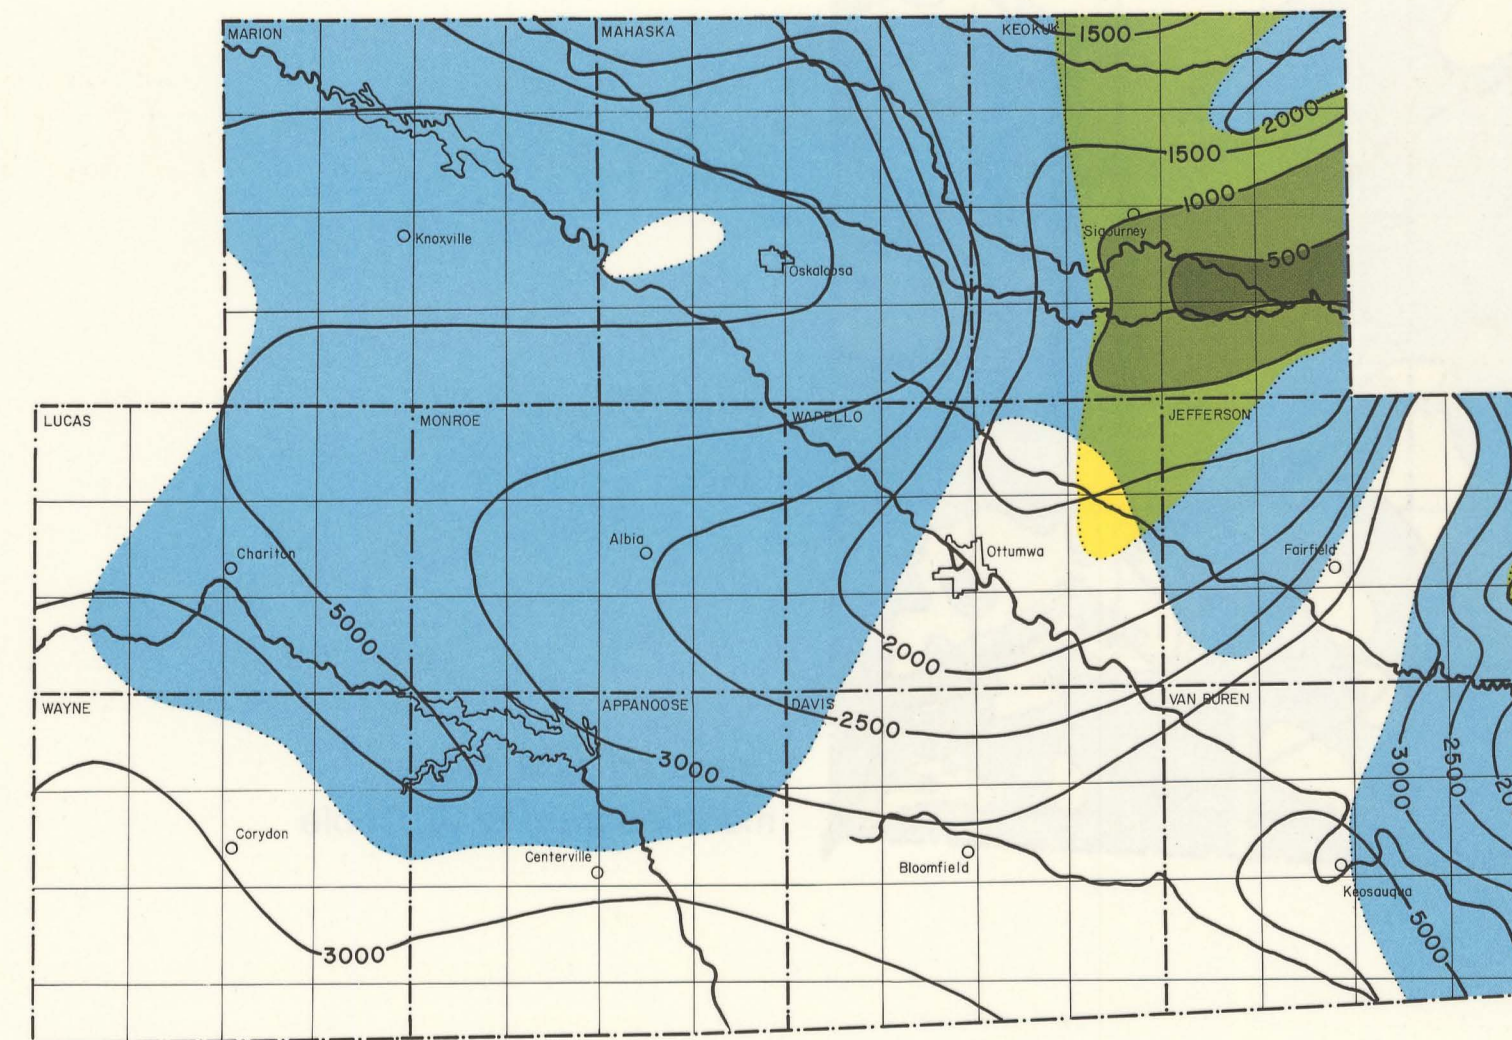 MARION
MAHASKA
KEOKUK
1500
2000
1500
1000
Sigourney
500
Knoxville
Oskaloosa
LUCAS
MONROE
WAPELLO
JEFFERSON
Chariton
Albia
Ottumwa
Fairfield
5000
2000
WAYNE
APPANOOSE
DAVIS
VAN BUREN
2500
3000
3000
2500
20
Corydon
Centerville
Bloomfield
Keosauqua
5000
3000